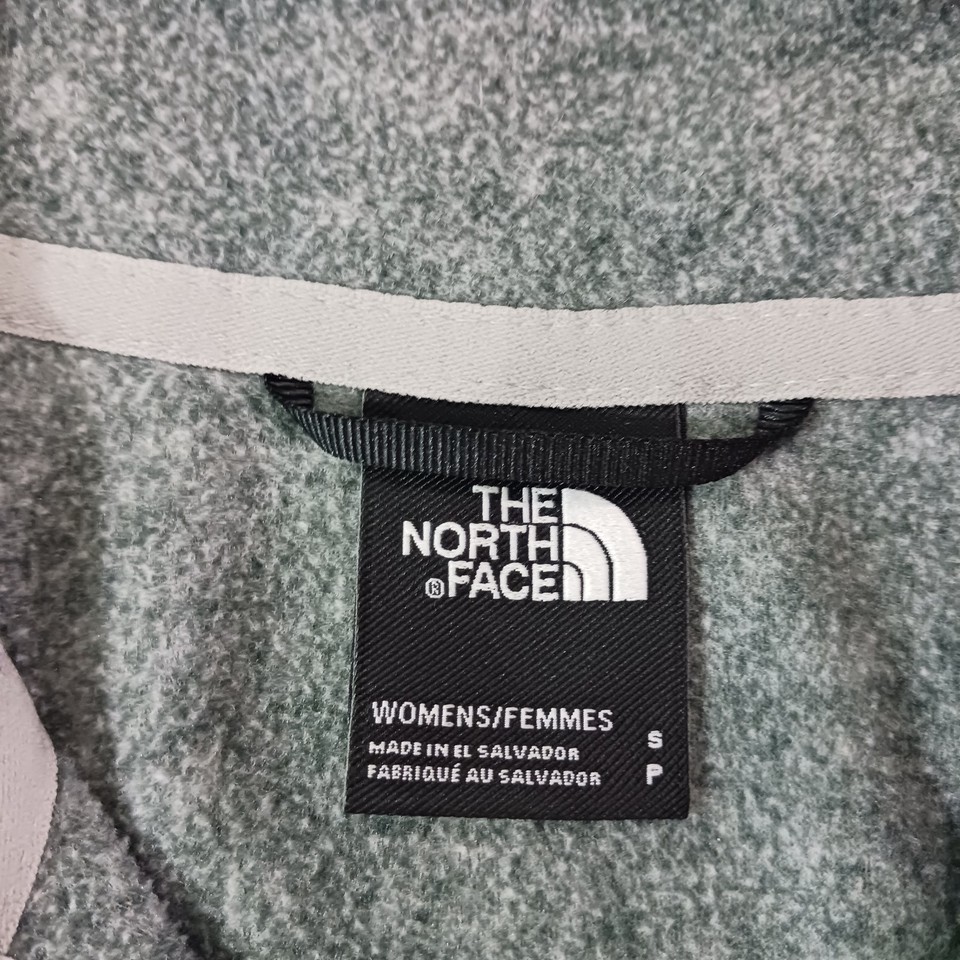 THE
NORTH
®FACE
WOMENS/FEMMES
MADE IN EL SALVADOR
FABRIQUÉ AU SALVADOR
S
P